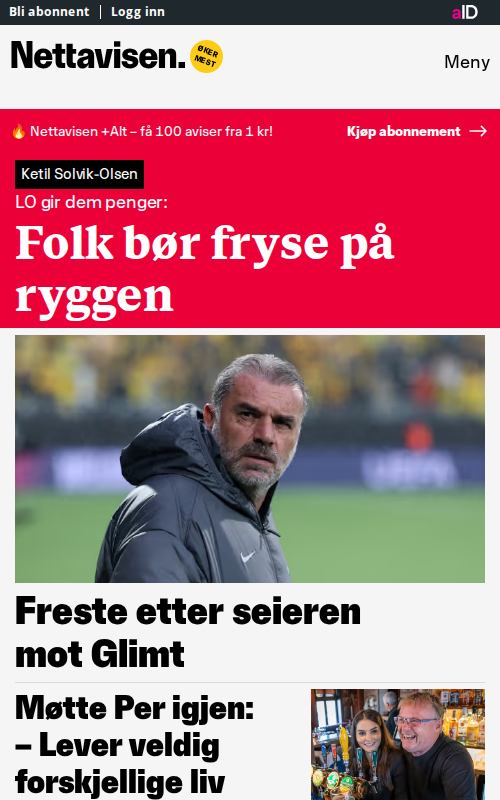 Bli abonnent | Logg inn
aID
Nettavisen.
ØKER
MEST
Meny
🔥 Nettavisen +Alt – få 100 aviser fra 1 kr!
Kjøp abonnement →
Ketil Solvik-Olsen
LO gir dem penger:
Folk bør fryse på
ryggen
UEFA
Freste etter seieren
mot Glimt
Møtte Per igjen:
– Lever veldig
forskjellige liv